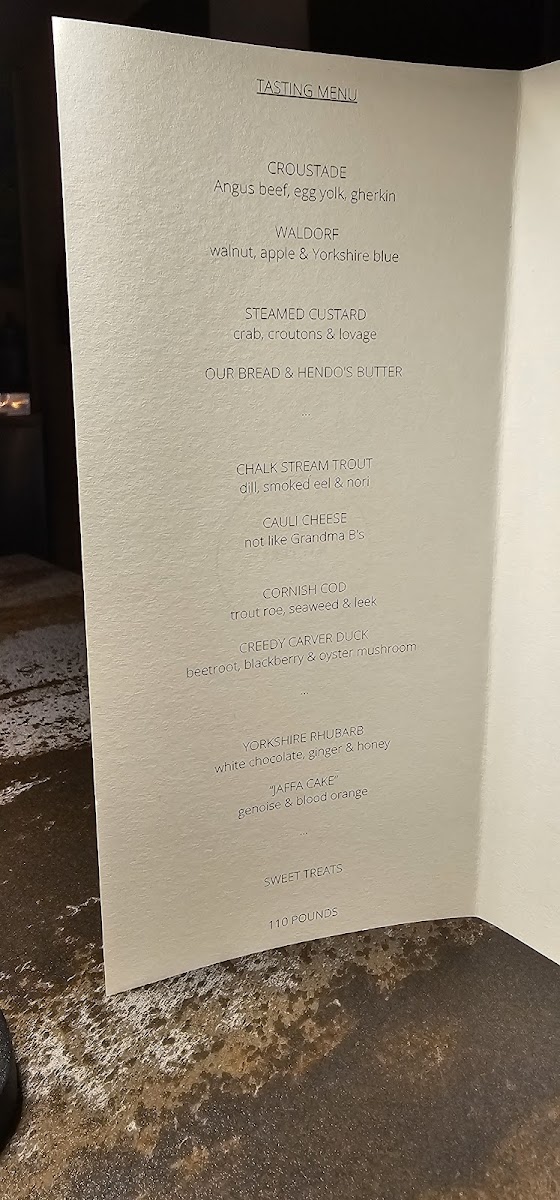 TASTING MENU
CROUSTADE
Angus beef, egg yolk, gherkin
WALDORF
walnut, apple & Yorkshire blue
STEAMED CUSTARD
crab, croutons & lovage
OUR BREAD & HENDO'S BUTTER
...
CHALK STREAM TROUT
dill, smoked eel & nori
CAULI CHEESE
not like Grandma B's
CORNISH COD
trout roe, seaweed & leek
CREEDY CARVER DUCK
beetroot, blackberry & oyster mushroom
...
YORKSHIRE RHUBARB
white chocolate, ginger & honey
"JAFFA CAKE"
genoise & blood orange
...
SWEET TREATS
110 POUNDS